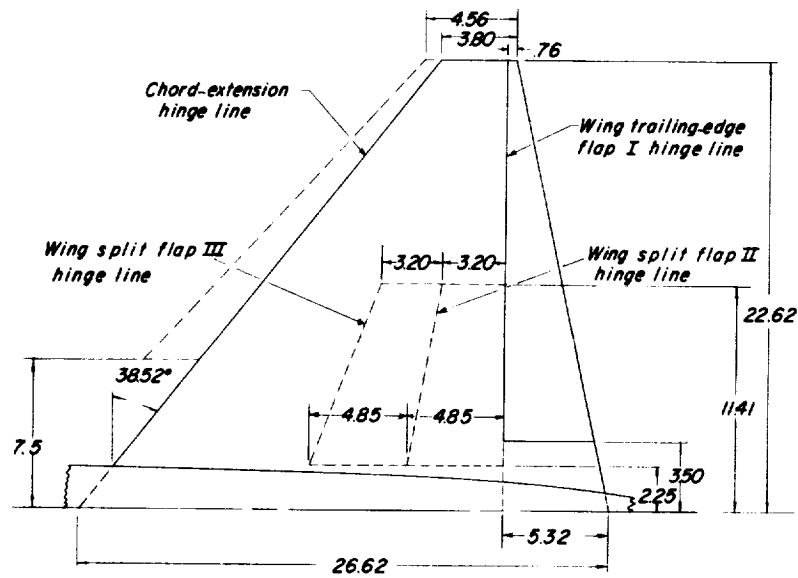 4.56
3.80
.76
Chord-extension
hinge line
Wing trailing-edge
flap I hinge line
Wing split flap III
hinge line
3.20
3.20
Wing split flap II
hinge line
22.62
38.52°
11.41
7.5
4.85
4.85
3.50
2.25
5.32
26.62